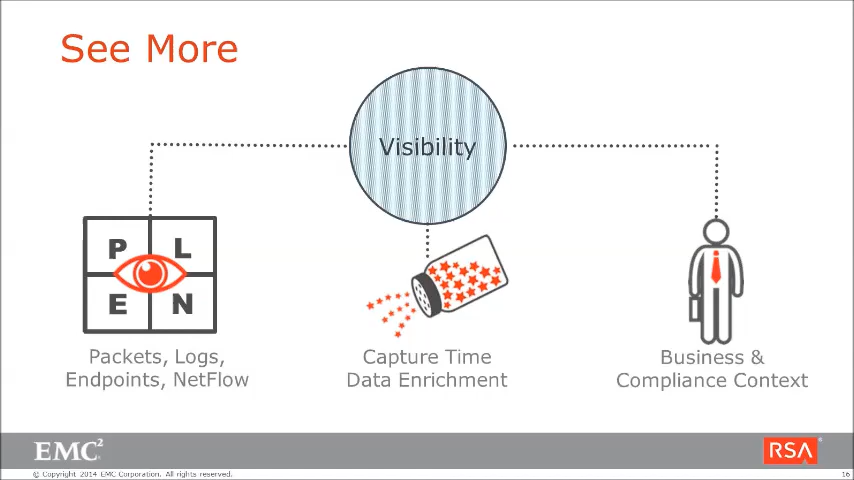 See More
Visibility
P L
E N
Packets, Logs,
Endpoints, NetFlow
Capture Time
Data Enrichment
Business &
Compliance Context
EMC²
RSA
© Copyright 2014 EMC Corporation. All rights reserved.
16